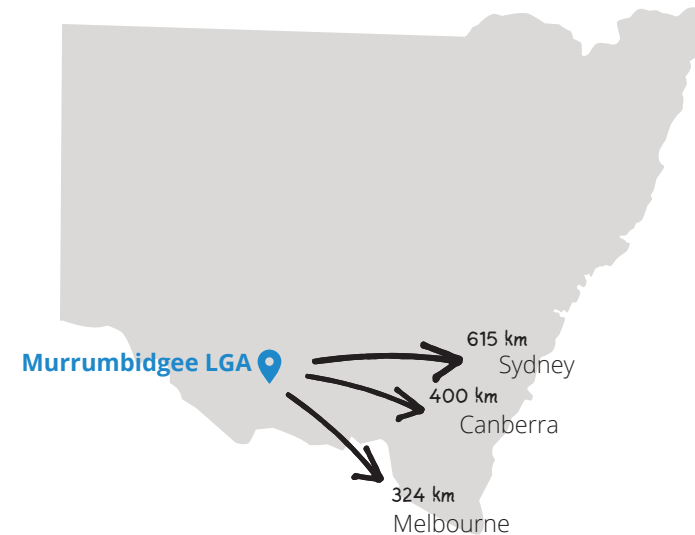 615 km
Sydney
Murrumbidgee LGA
400 km
Canberra
324 km
Melbourne